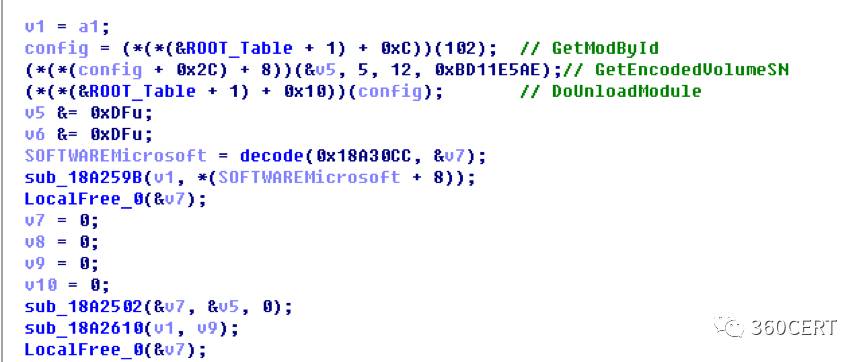 v1 = a1;
config = (*(*(&ROOT_Table + 1) + 0xC))(102);  // GetModById
(*(*(config + 0x2C) + 8))(&v5, 5, 12, 0xBD11E5AE);// GetEncodedVolumeSN
(*(*(&ROOT_Table + 1) + 0x10))(config);       // DoUnloadModule
v5 &= 0xDFu;
v6 &= 0xDFu;
SOFTWAREMicrosoft = decode(0x18A30CC, &v7);
sub_18A259B(v1, *(SOFTWAREMicrosoft + 8));
LocalFree_0(&v7);
v7 = 0;
v8 = 0;
v9 = 0;
v10 = 0;
sub_18A2502(&v7, &v5, 0);
sub_18A2610(v1, v9);
LocalFree_0(&v7);
360CERT